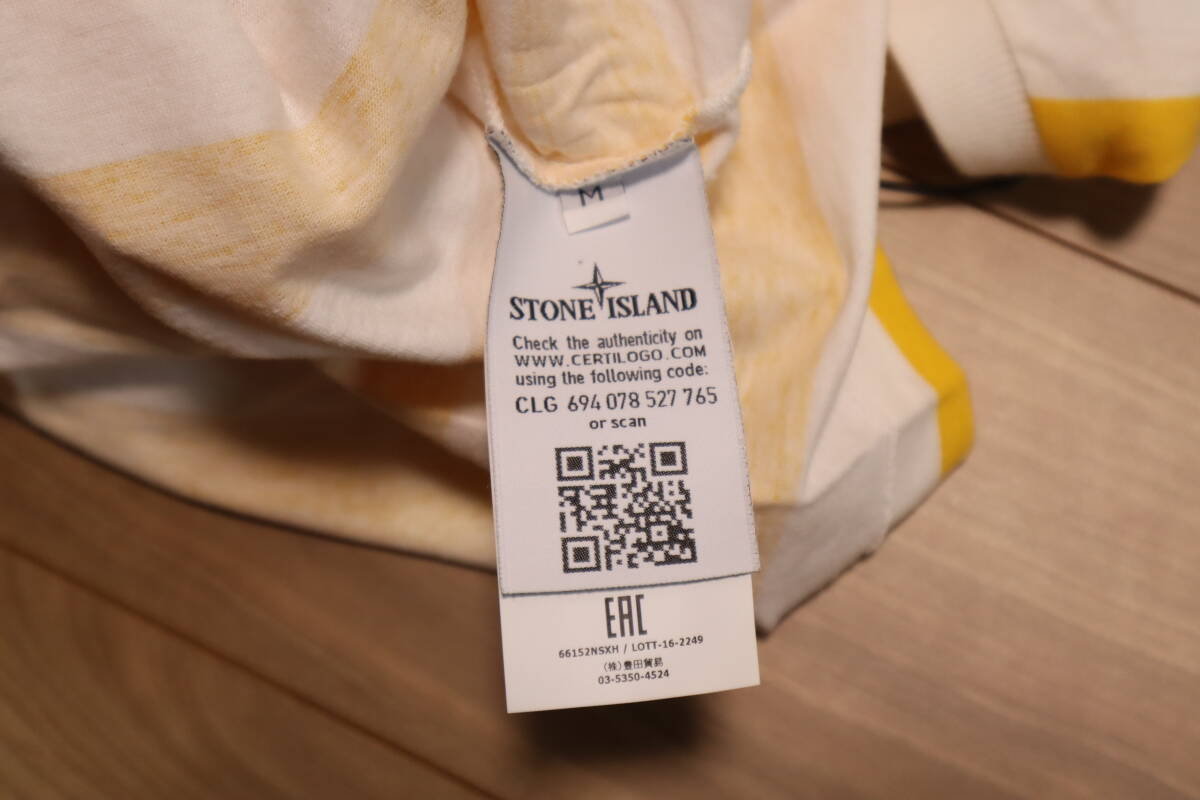 M
STONE ISLAND
Check the authenticity on
WWW.CERTILOGO.COM
using the following code:
CLG 694 078 527 765
or scan
EAC
66152NSXH / LOTT-16-2249
(株)豊田貿易
03-5350-4524